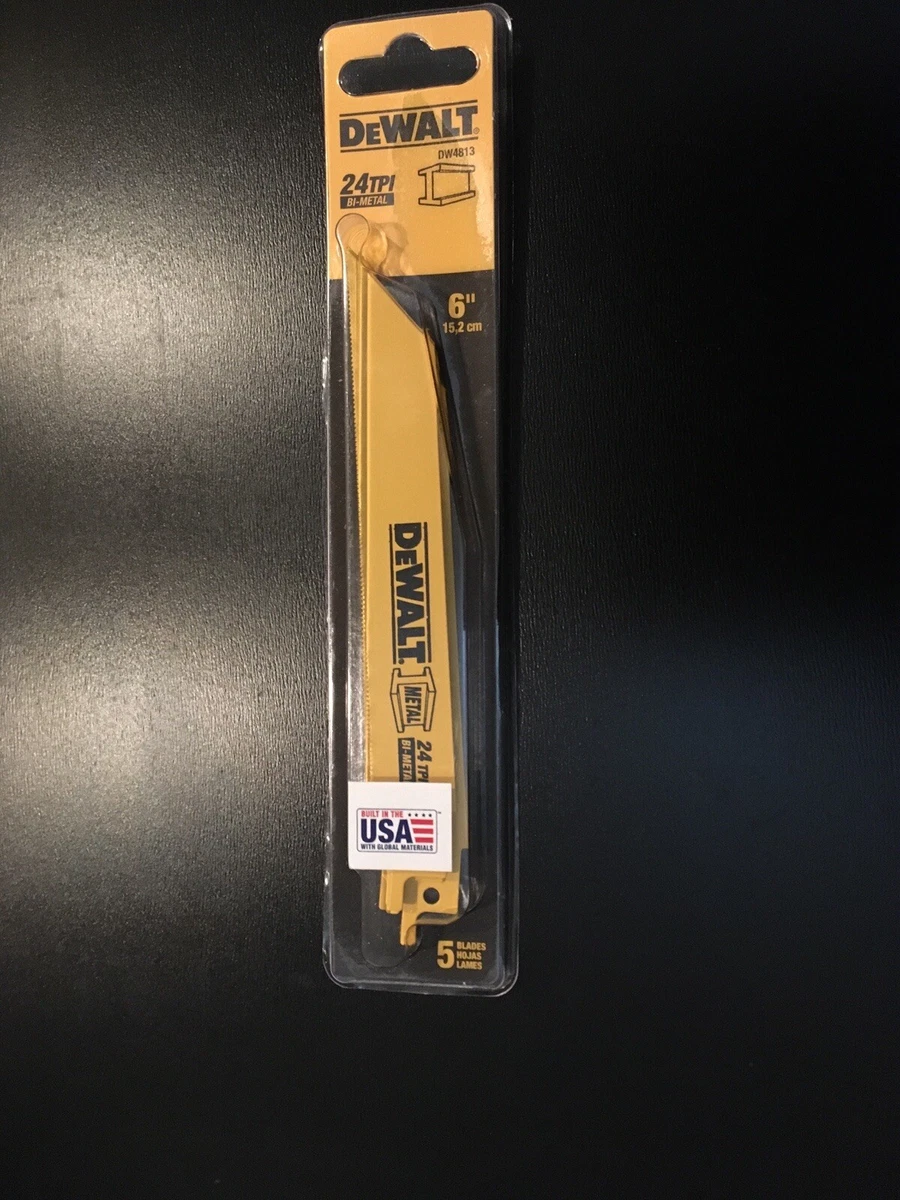 DEWALT®
DW4813
24TPI
BI-METAL
6"
15,2 cm
DEWALT
METAL
24 TPI
BI-META
BUILT IN THE
USA
WITH GLOBAL MATERIALS
5 BLADES
HOJAS
LAMES